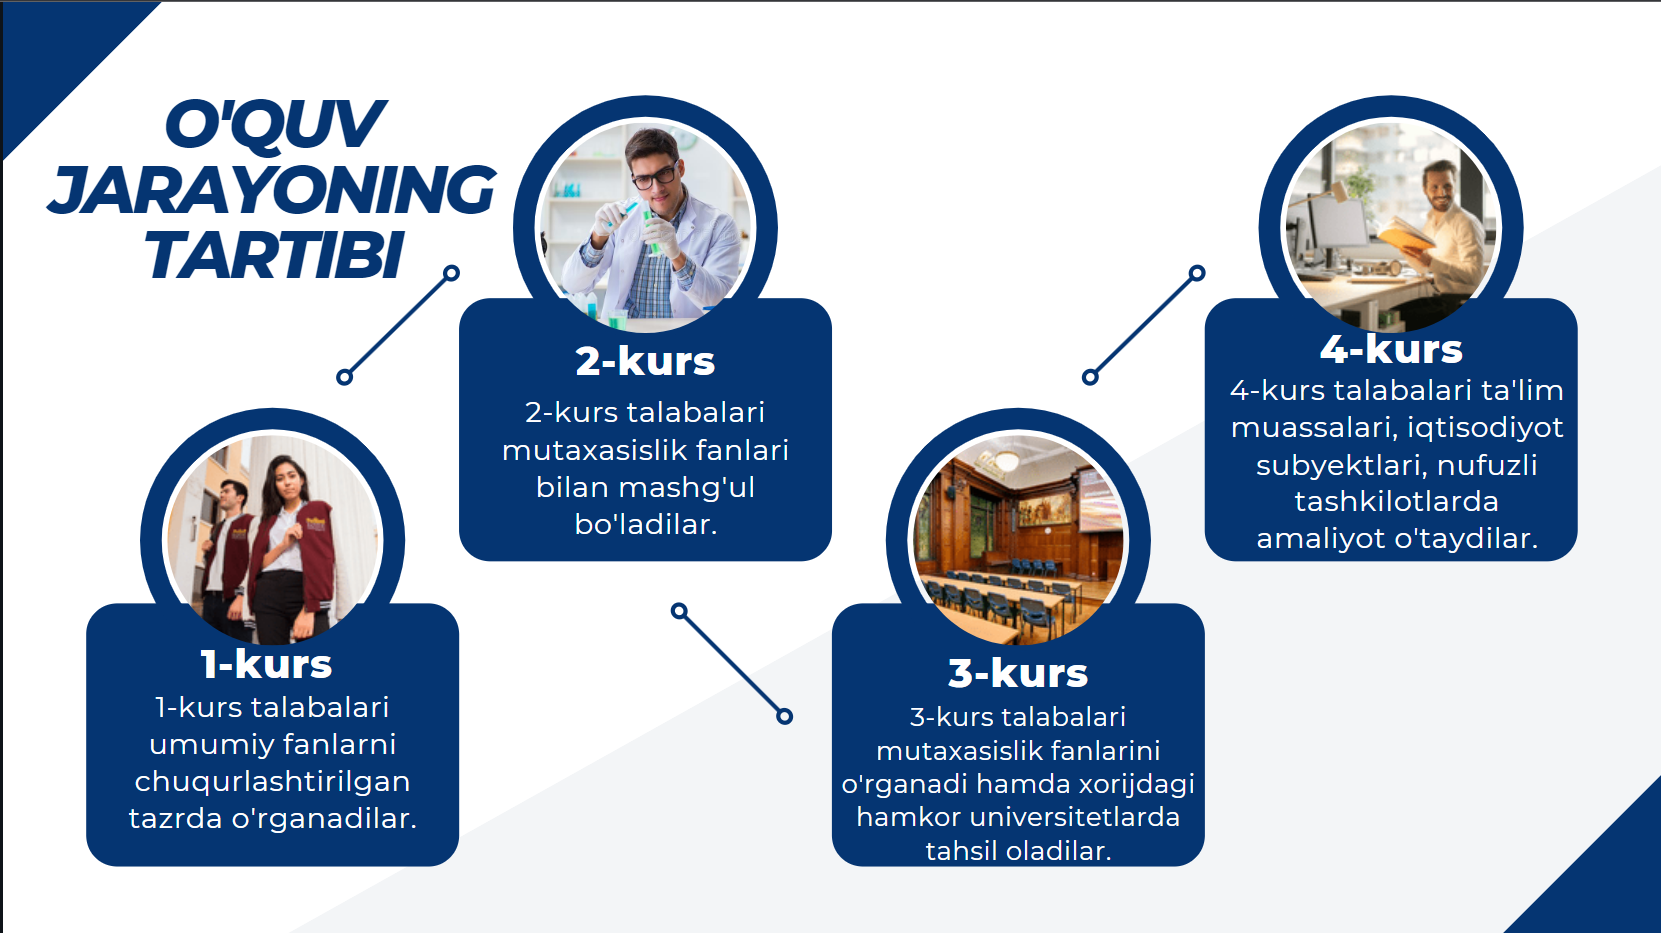 O'QUV
JARAYONING
TARTIBI
1-kurs
1-kurs talabalari
umumiy fanlarni
chuqurlashtirilgan
tazrda o'rganadilar.
2-kurs
2-kurs talabalari
mutaxasislik fanlari
bilan mashg'ul
bo'ladilar.
3-kurs
3-kurs talabalari
mutaxasislik fanlarini
o'rganadi hamda xorijdagi
hamkor universitetlarda
tahsil oladilar.
4-kurs
4-kurs talabalari ta'lim
muassalari, iqtisodiyot
subyektlari, nufuzli
tashkilotlarda
amaliyot o'taydilar.